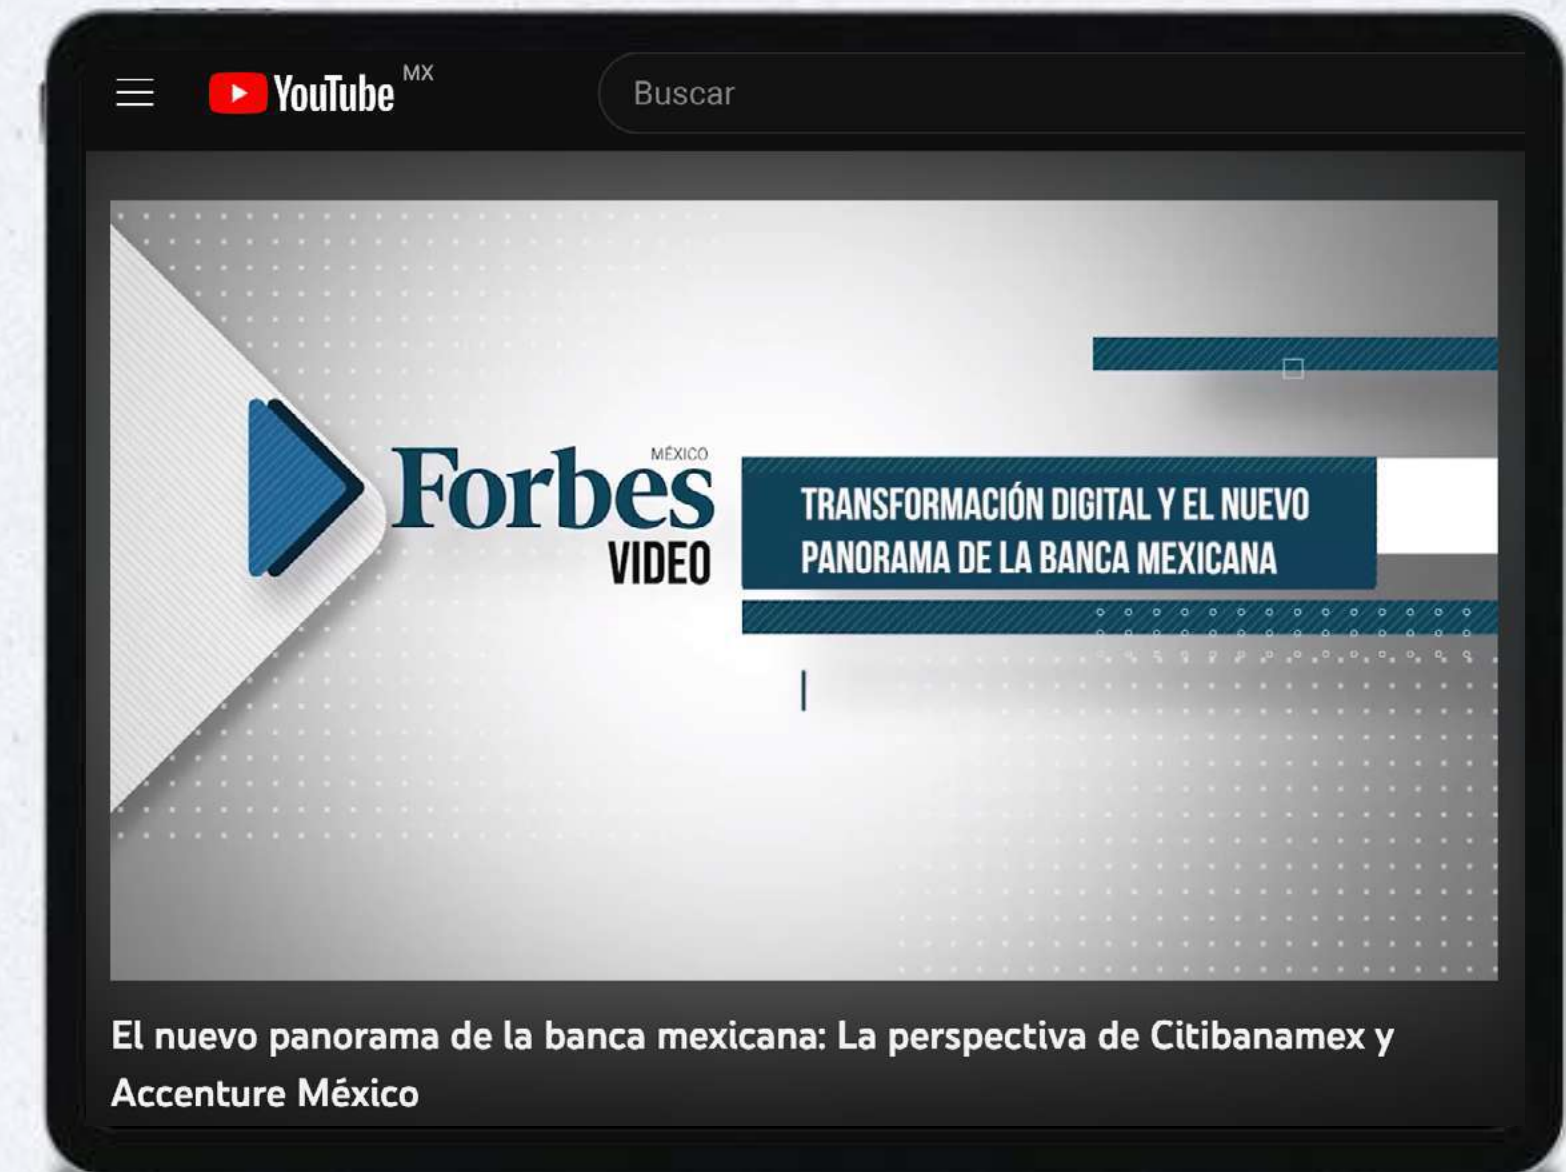 YouTube MX
Buscar
MÉXICO
Forbes
VIDEO
TRANSFORMACIÓN DIGITAL Y EL NUEVO
PANORAMA DE LA BANCA MEXICANA
El nuevo panorama de la banca mexicana: La perspectiva de Citibanamex y
Accenture México